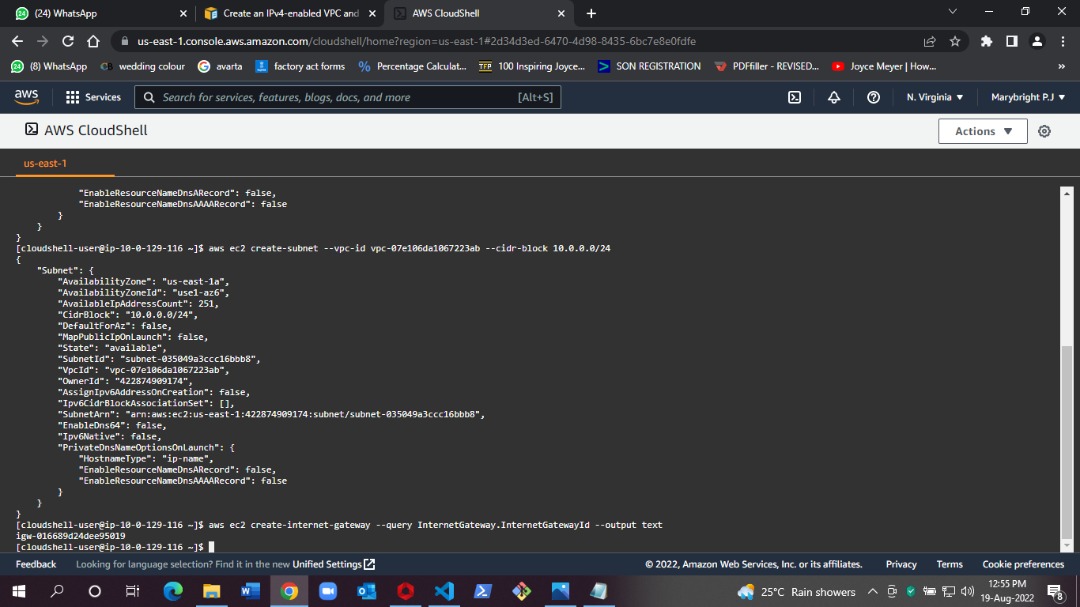 (24) WhatsApp
Create an IPv4-enabled VPC and
AWS CloudShell
us-east-1.console.aws.amazon.com/cloudshell/home?region=us-east-1#2d34d3ed-6470-4d98-8435-6bc7e8e0fdfe
(8) WhatsApp
wedding colour
avarta
factory act forms
Percentage Calculat...
100 Inspiring Joyce...
SON REGISTRATION
PDFfiller - REVISED...
Joyce Meyer | How...
»
aws
Services
Search for services, features, blogs, docs, and more
[Alt+S]
N. Virginia ▼
Marybright P.J ▼
AWS CloudShell
Actions ▼
us-east-1
"EnableResourceNameDnsARecord": false,
"EnableResourceNameDnsAAAARecord": false
}
}
}
[cloudshell-user@ip-10-0-129-116 ~]$ aws ec2 create-subnet --vpc-id vpc-07e106da1067223ab --cidr-block 10.0.0.0/24
{
"Subnet": {
"AvailabilityZone": "us-east-1a",
"AvailabilityZoneId": "use1-az6",
"AvailableIpAddressCount": 251,
"CidrBlock": "10.0.0.0/24",
"DefaultForAz": false,
"MapPublicIpOnLaunch": false,
"State": "available",
"SubnetId": "subnet-035049a3ccc16bbb8",
"VpcId": "vpc-07e106da1067223ab",
"OwnerId": "422874909174",
"AssignIpv6AddressOnCreation": false,
"Ipv6CidrBlockAssociationSet": [],
"SubnetArn": "arn:aws:ec2:us-east-1:422874909174:subnet/subnet-035049a3ccc16bbb8",
"EnableDns64": false,
"Ipv6Native": false,
"PrivateDnsNameOptionsOnLaunch": {
"HostnameType": "ip-name",
"EnableResourceNameDnsARecord": false,
"EnableResourceNameDnsAAAARecord": false
}
}
}
[cloudshell-user@ip-10-0-129-116 ~]$ aws ec2 create-internet-gateway --query InternetGateway.InternetGatewayId --output text
igw-016689d24dee95019
[cloudshell-user@ip-10-0-129-116 ~]$
Feedback
Looking for language selection? Find it in the new Unified Settings
© 2022, Amazon Web Services, Inc. or its affiliates.
Privacy
Terms
Cookie preferences
25°C Rain showers
12:55 PM
19-Aug-2022
8